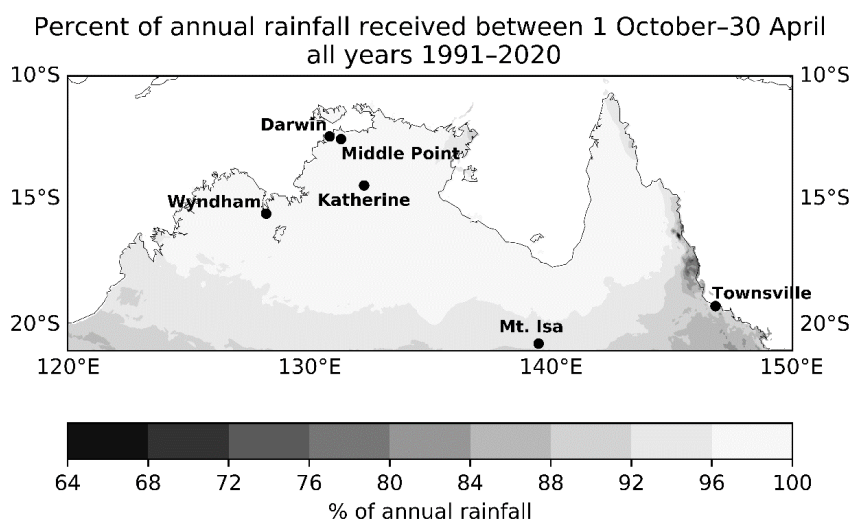 Percent of annual rainfall received between 1 October–30 April
all years 1991–2020
10°S
10°S
Darwin
Middle Point
15°S
Wyndham
Katherine
15°S
Townsville
20°S
Mt. Isa
20°S
120°E
130°E
140°E
150°E
64
68
72
76
80
84
88
92
96
100
% of annual rainfall